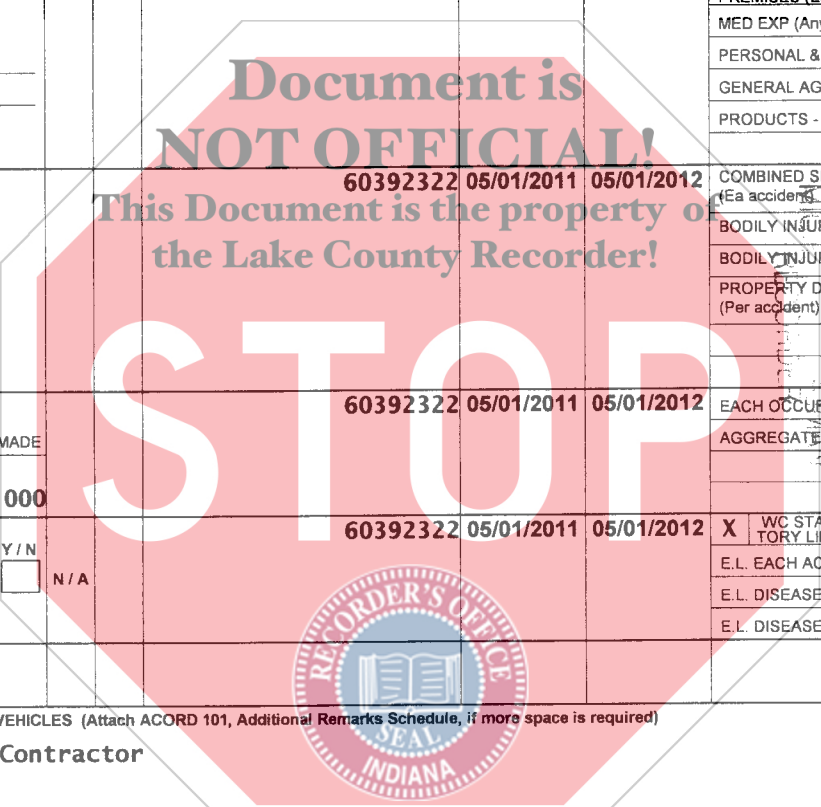 MED EXP (Any
PERSONAL &
GENERAL AG
PRODUCTS -
Document is
NOT OFFICIAL!
This Document is the property of
the Lake County Recorder!
STOP
60392322 05/01/2011 05/01/2012
COMBINED S
(Ea accident)
BODILY INJU
BODILY INJU
PROPERTY D
(Per accident)
60392322 05/01/2011 05/01/2012
EACH OCCU
AGGREGATE
MADE
000
60392322 05/01/2011 05/01/2012
X WC STA
TORY LI
Y / N
N / A
E.L. EACH AC
E.L. DISEASE
E.L. DISEASE
RECORDER'S OFFICE
SEAL
INDIANA
VEHICLES (Attach ACORD 101, Additional Remarks Schedule, if more space is required)
Contractor